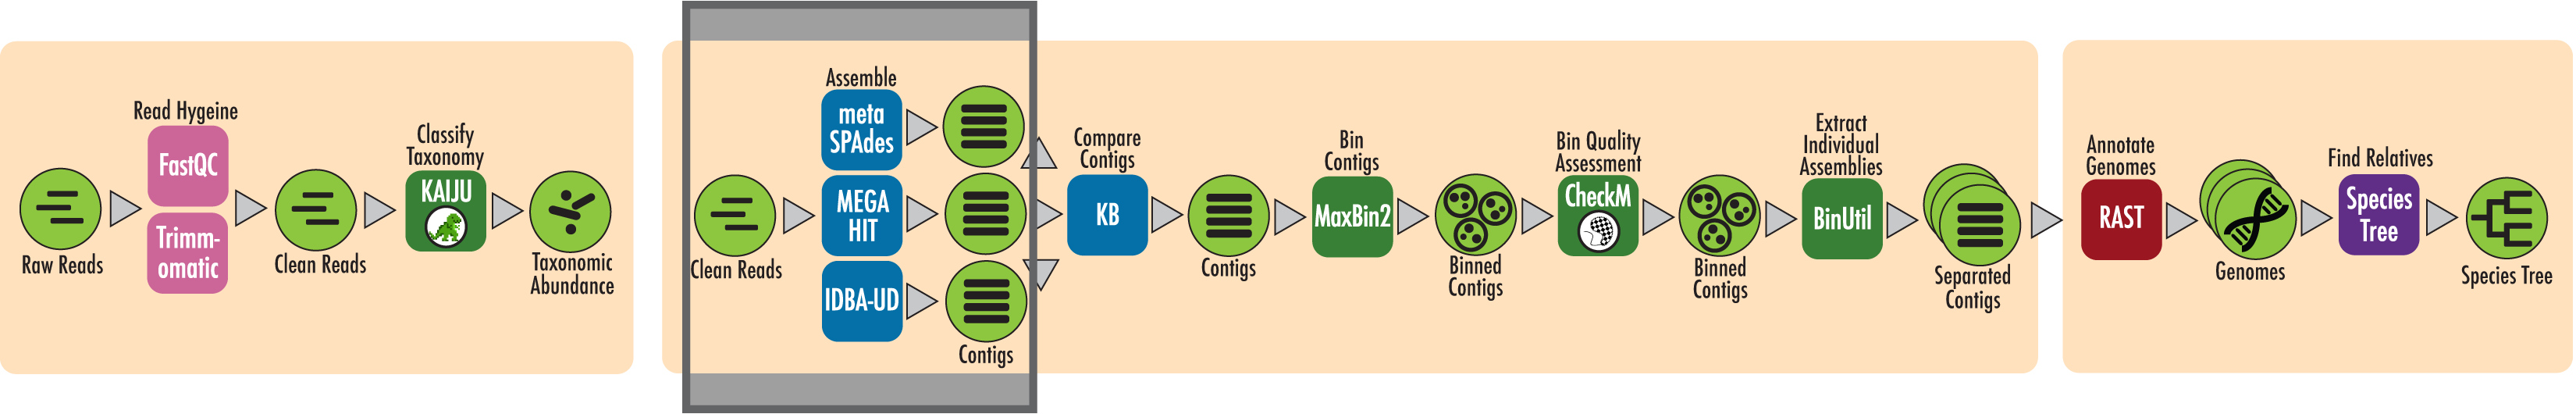 Read Hygeine
FastQC
Trimm-
omatic
Raw Reads
Clean Reads
Classify
Taxonomy
KAIJU
Taxonomic
Abundance
Clean Reads
Assemble
meta
SPAdes
MEGA
HIT
IDBA-UD
Contigs
Compare
Contigs
KB
Contigs
Bin
Contigs
MaxBin2
Binned
Contigs
Bin Quality
Assessment
CheckM
Binned
Contigs
Extract
Individual
Assemblies
BinUtil
Separated
Contigs
Annotate
Genomes
RAST
Genomes
Find Relatives
Species
Tree
Species Tree